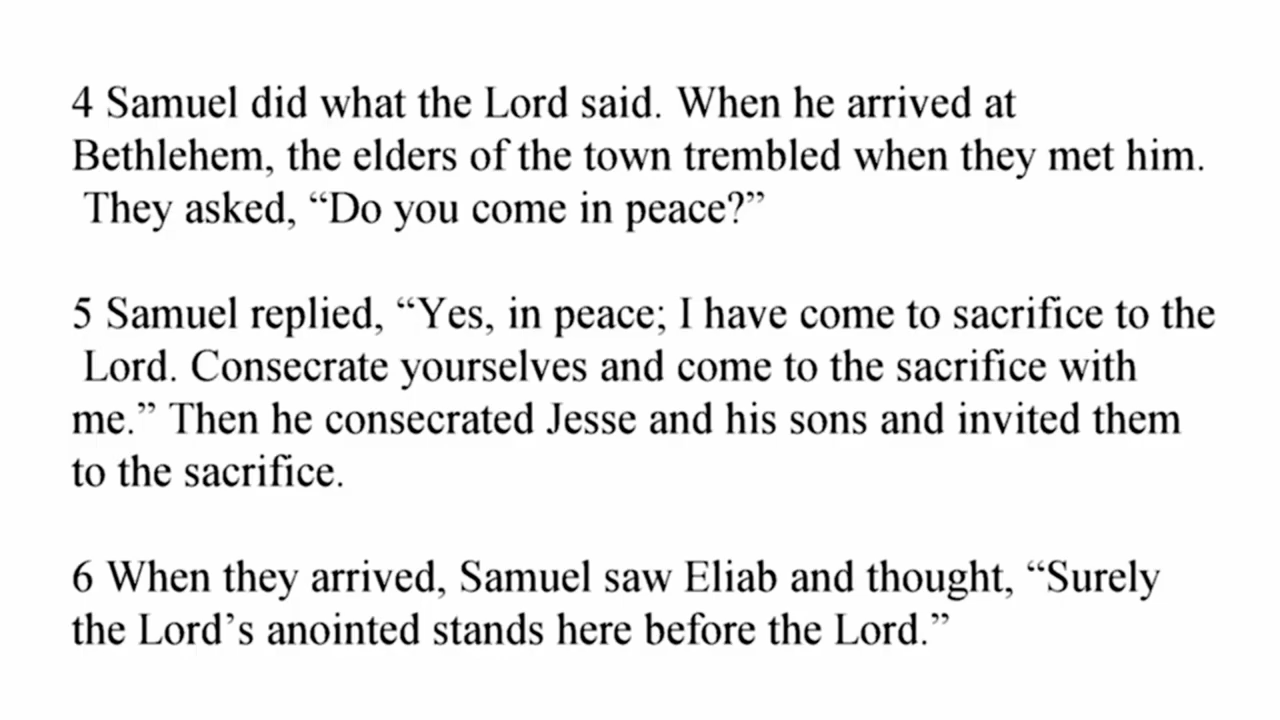 4 Samuel did what the Lord said. When he arrived at
Bethlehem, the elders of the town trembled when they met him.
They asked, “Do you come in peace?”
5 Samuel replied, “Yes, in peace; I have come to sacrifice to the
Lord. Consecrate yourselves and come to the sacrifice with
me.” Then he consecrated Jesse and his sons and invited them
to the sacrifice.
6 When they arrived, Samuel saw Eliab and thought, “Surely
the Lord’s anointed stands here before the Lord.”